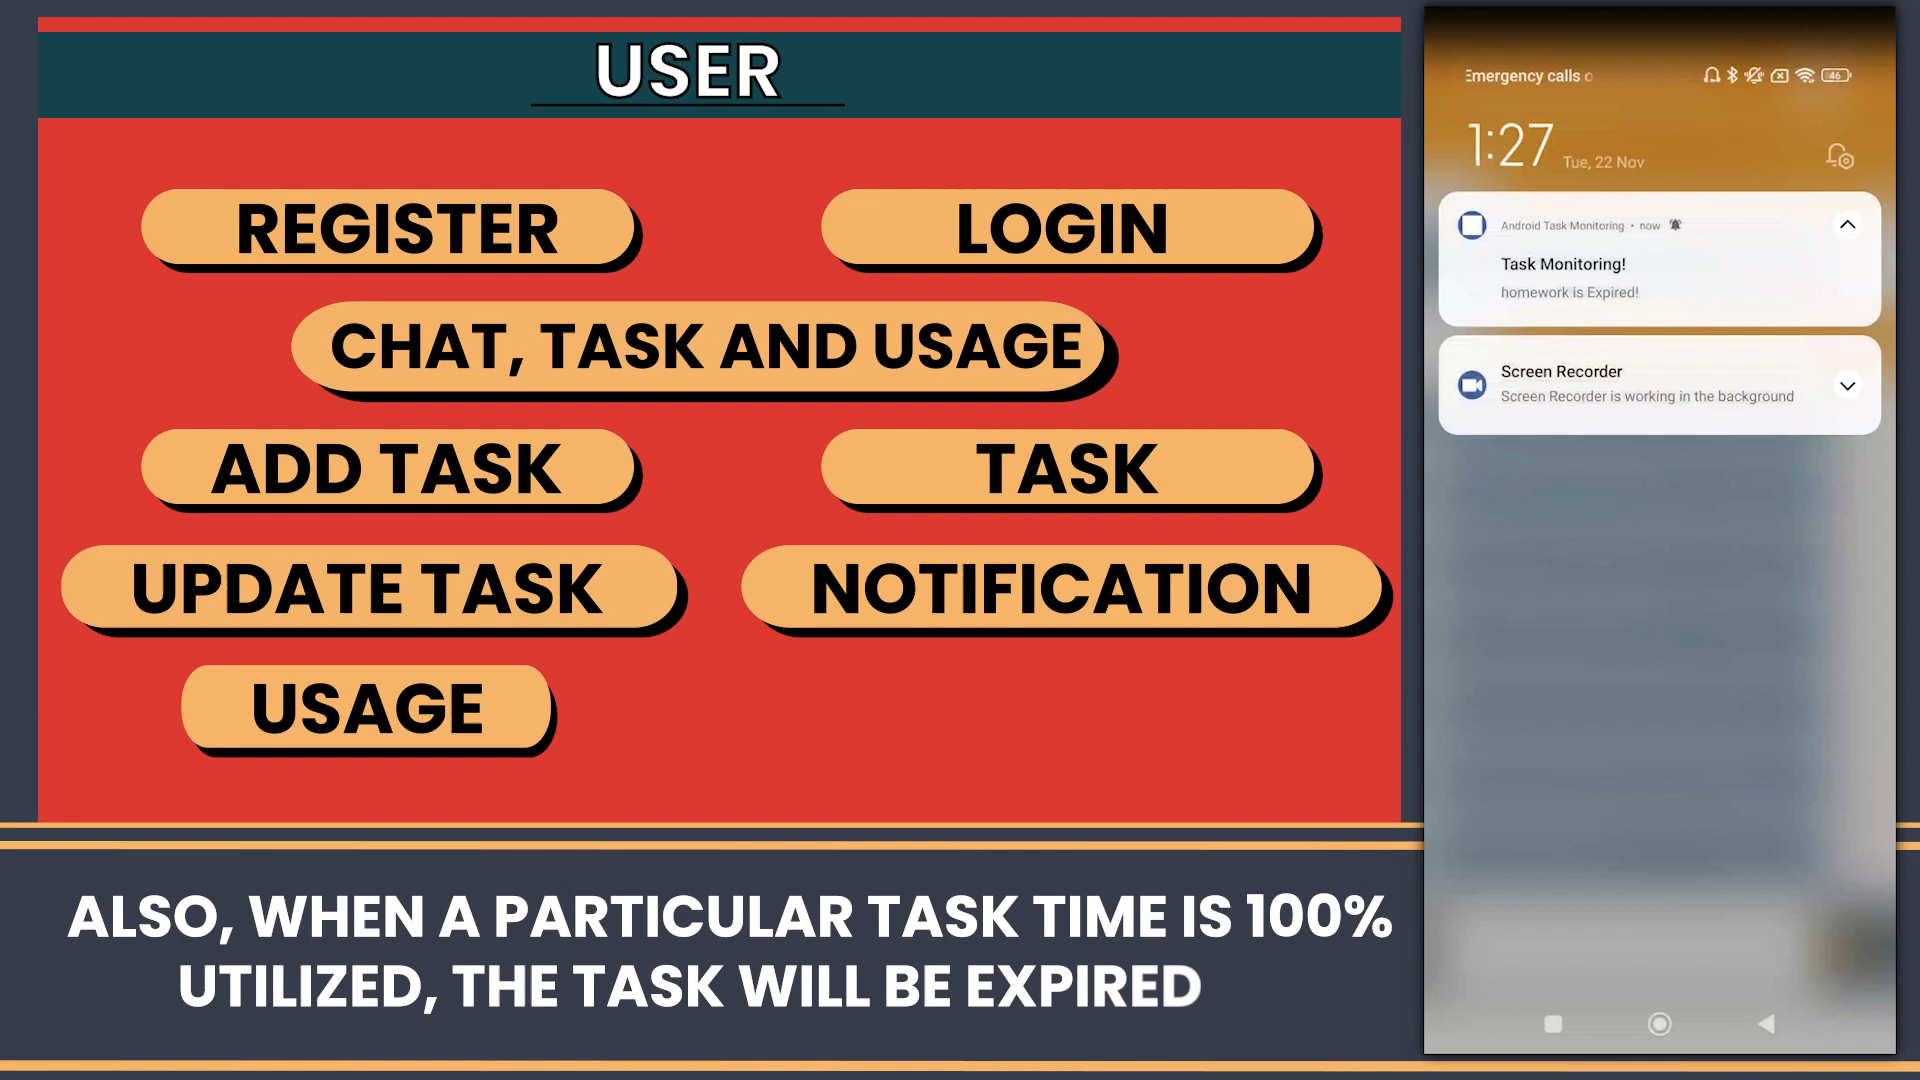 USER
REGISTER
LOGIN
CHAT, TASK AND USAGE
ADD TASK
TASK
UPDATE TASK
NOTIFICATION
USAGE
ALSO, WHEN A PARTICULAR TASK TIME IS 100%
UTILIZED, THE TASK WILL BE EXPIRED
Emergency calls o
46
1:27 Tue, 22 Nov
Android Task Monitoring • now
Task Monitoring!
homework is Expired!
Screen Recorder
Screen Recorder is working in the background